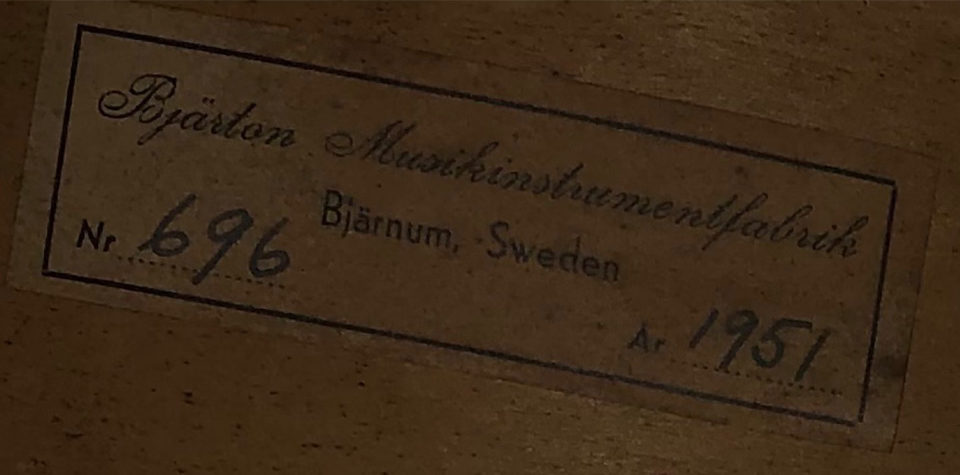 Bjärton Musikinstrumentfabrik
Bjärnum, Sweden
Nr 696
År 1951